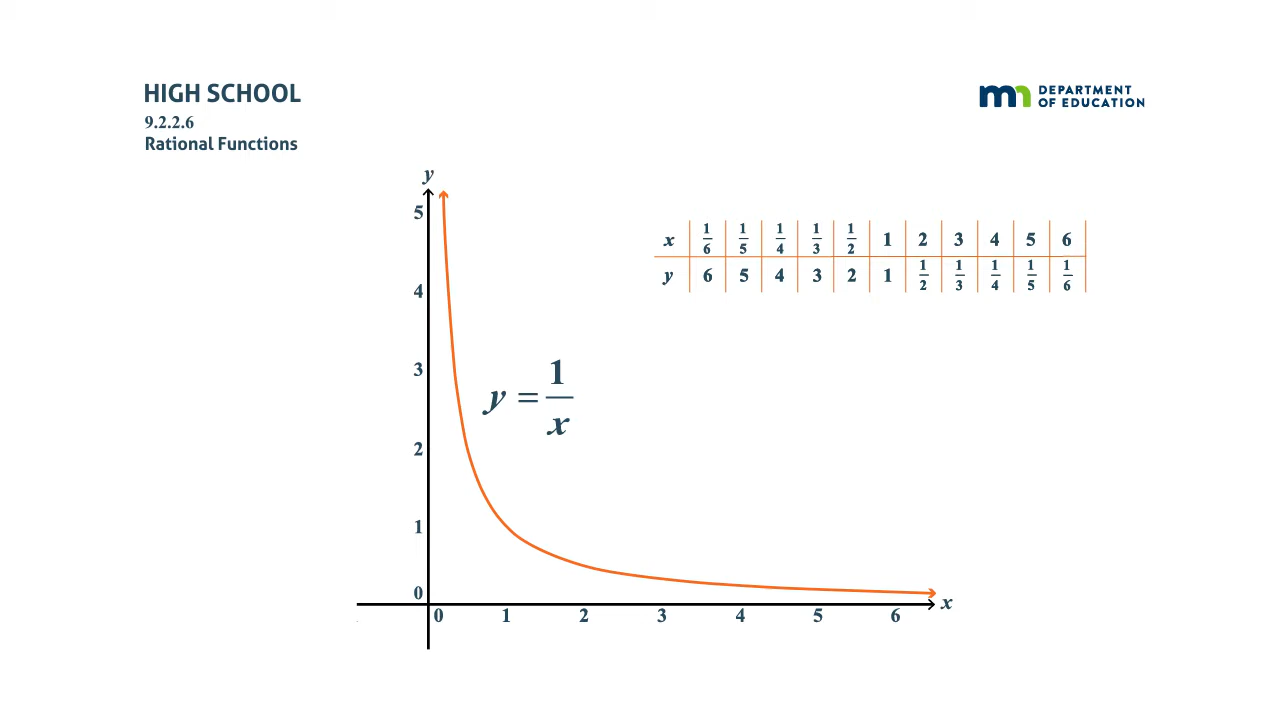 HIGH SCHOOL
9.2.2.6
Rational Functions
mn DEPARTMENT
OF EDUCATION
y
5
4
3
2
1
0
0 1 2 3 4 5 6 x
y = 1/x
x 1/6 1/5 1/4 1/3 1/2 1 2 3 4 5 6
y 6 5 4 3 2 1 1/2 1/3 1/4 1/5 1/6